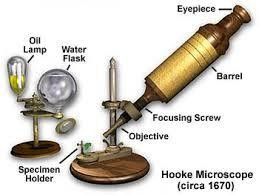 Eyepiece
Oil
Lamp
Water
Flask
Barrel
Focusing Screw
Objective
Specimen
Holder
Hooke Microscope
(circa 1670)